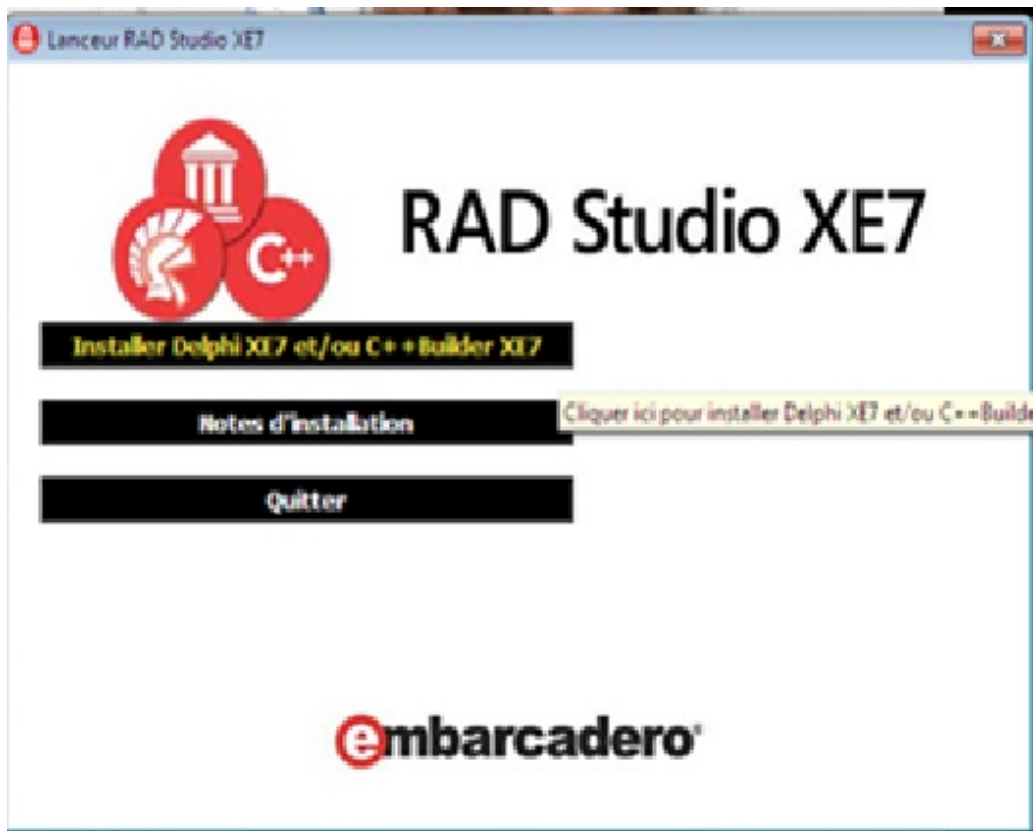 Lanceur RAD Studio XE7
C++
RAD Studio XE7
Installer Delphi XE7 et/ou C++Builder XE7
Cliquer ici pour installer Delphi XE7 et/ou C++Builde
Notes d'installation
Quitter
embarcadero